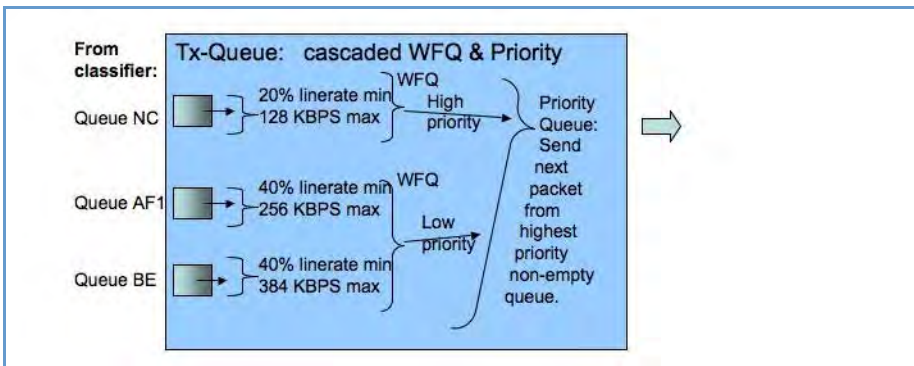 From
classifier:
Tx-Queue: cascaded WFQ & Priority
Queue NC
20% linerate min
128 KBPS max
WFQ
High
priority
Queue AF1
40% linerate min
256 KBPS max
WFQ
Low
priority
Queue BE
40% linerate min
384 KBPS max
Priority
Queue:
Send
next
packet
from
highest
priority
non-empty
queue.